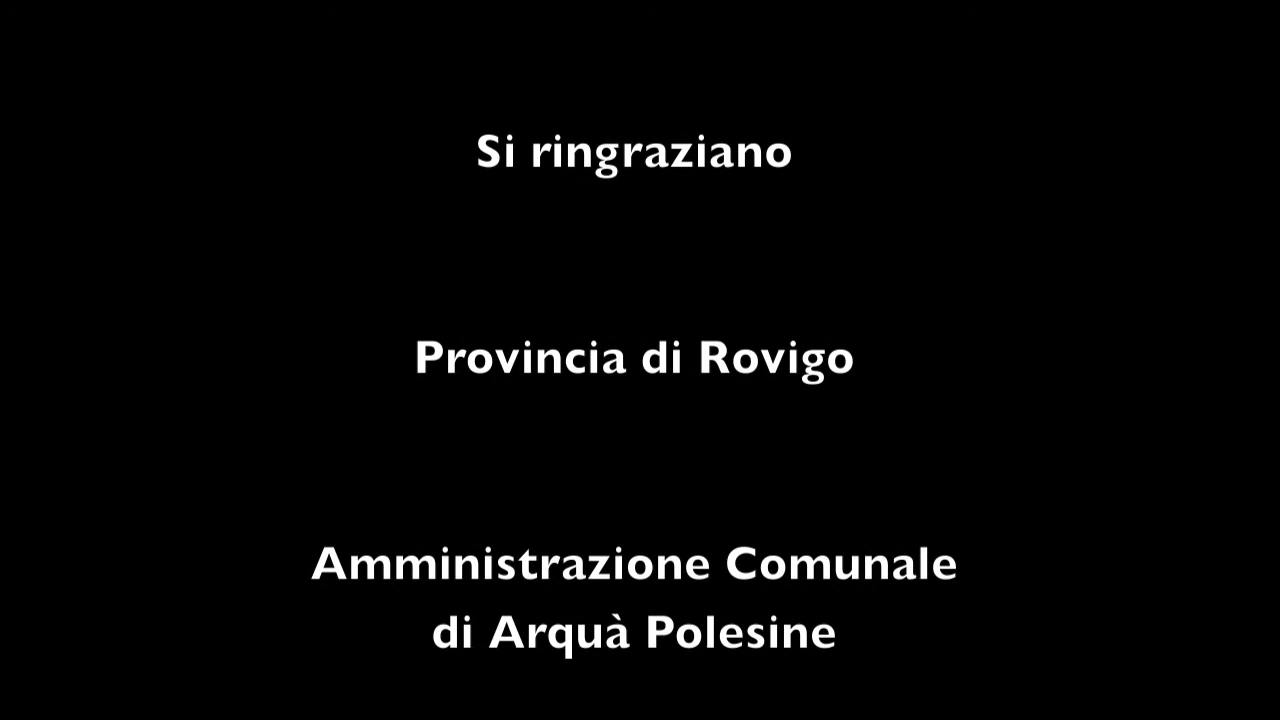 Si ringraziano
Provincia di Rovigo
Amministrazione Comunale
di Arquà Polesine